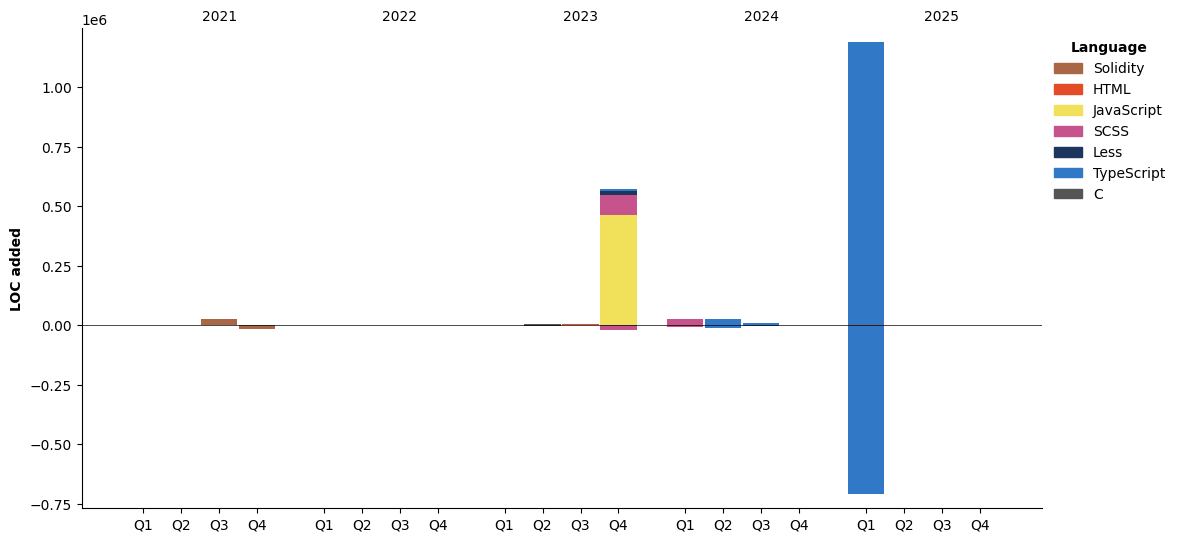 1e6
2021 2022 2023 2024 2025
LOC added
1.00
0.75
0.50
0.25
0.00
−0.25
−0.50
−0.75
Q1 Q2 Q3 Q4 Q1 Q2 Q3 Q4 Q1 Q2 Q3 Q4 Q1 Q2 Q3 Q4 Q1 Q2 Q3 Q4
Language
Solidity
HTML
JavaScript
SCSS
Less
TypeScript
C